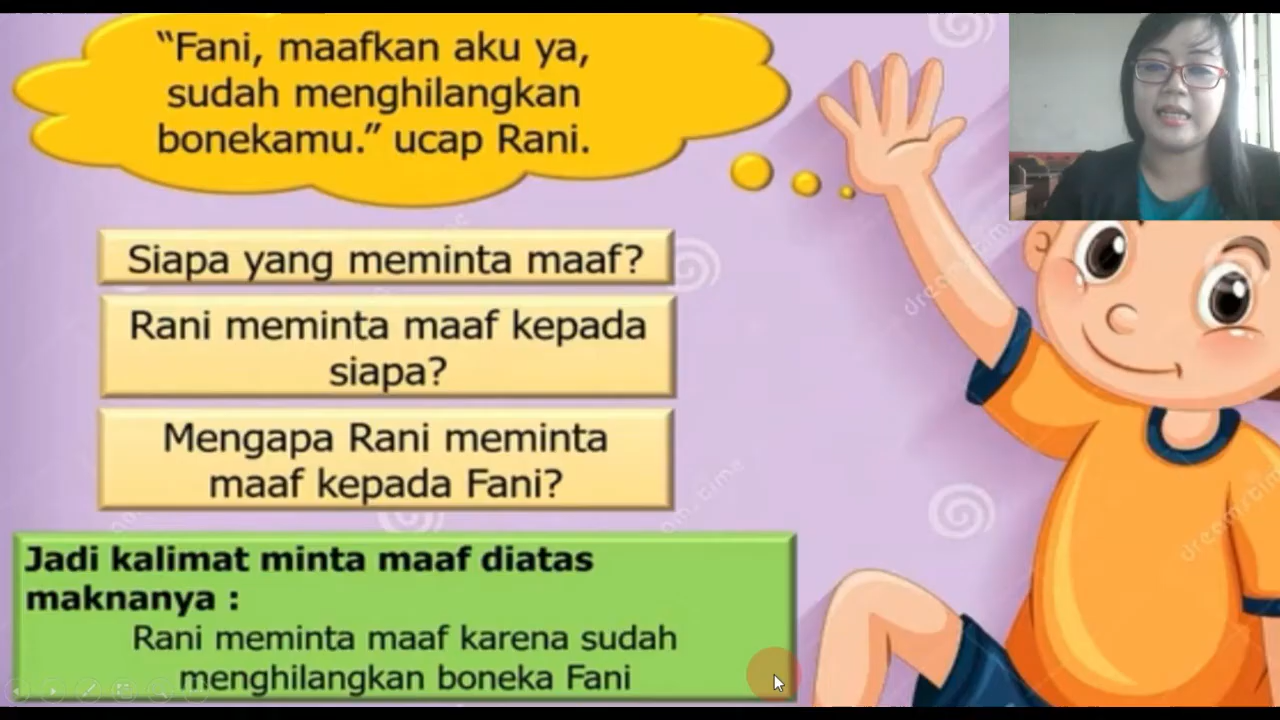 “Fani, maafkan aku ya,
sudah menghilangkan
bonekamu.” ucap Rani.
Siapa yang meminta maaf?
Rani meminta maaf kepada
siapa?
Mengapa Rani meminta
maaf kepada Fani?
Jadi kalimat minta maaf diatas
maknanya :
Rani meminta maaf karena sudah
menghilangkan boneka Fani
dreamstime